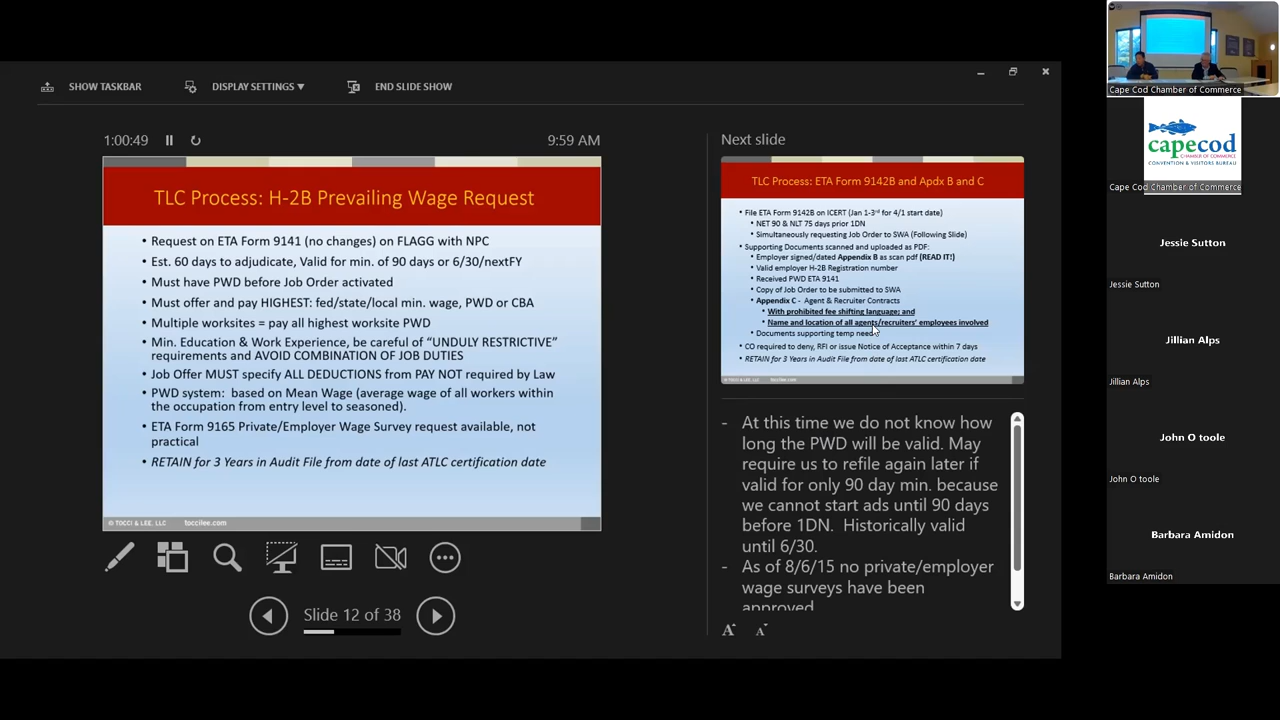 SHOW TASKBAR
DISPLAY SETTINGS ▾
END SLIDE SHOW
1:00:49
9:59 AM
TLC Process: H-2B Prevailing Wage Request
• Request on ETA Form 9141 (no changes) on FLAGG with NPC
• Est. 60 days to adjudicate, Valid for min. of 90 days or 6/30/nextFY
• Must have PWD before Job Order activated
• Must offer and pay HIGHEST: fed/state/local min. wage, PWD or CBA
• Multiple worksites = pay all highest worksite PWD
• Min. Education & Work Experience, be careful of "UNDULY RESTRICTIVE"
requirements and AVOID COMBINATION OF JOB DUTIES
• Job Offer MUST specify ALL DEDUCTIONS from PAY NOT required by Law
• PWD system: based on Mean Wage (average wage of all workers within
the occupation from entry level to seasoned).
• ETA Form 9165 Private/Employer Wage Survey request available, not
practical
• RETAIN for 3 Years in Audit File from date of last ATLC certification date
© TOCCI & LEE, LLC toccilee.com
Slide 12 of 38
Next slide
TLC Process: ETA Form 9142B and Apdx B and C
• File ETA Form 9142B on ICERT (Jan 1-3rd for 4/1 start date)
• NET 90 & NLT 75 days prior 1DN
• Simultaneously requesting Job Order to SWA (Following Slide)
• Supporting Documents scanned and uploaded as PDF:
• Employer signed/dated Appendix B as scan pdf (READ IT!)
• Valid employer H-2B Registration number
• Received PWD ETA 9141
• Copy of Job Order to be submitted to SWA
• Appendix C - Agent & Recruiter Contracts
• With prohibited fee shifting language; and
• Name and location of all agents/recruiters' employees involved
• Documents supporting temp need
• CO required to deny, RFI or issue Notice of Acceptance within 7 days
• RETAIN for 3 Years in Audit File from date of last ATLC certification date
© TOCCI & LEE, LLC toccilee.com
- At this time we do not know how
long the PWD will be valid. May
require us to refile again later if
valid for only 90 day min. because
we cannot start ads until 90 days
before 1DN. Historically valid
until 6/30.
- As of 8/6/15 no private/employer
wage surveys have been
approved
A A
Cape Cod Chamber of Commerce
capecod
CHAMBER OF COMMERCE
CONVENTION & VISITORS BUREAU
Cape Cod Chamber of Commerce
Jessie Sutton
Jessie Sutton
Jillian Alps
Jillian Alps
John O toole
John O toole
Barbara Amidon
Barbara Amidon